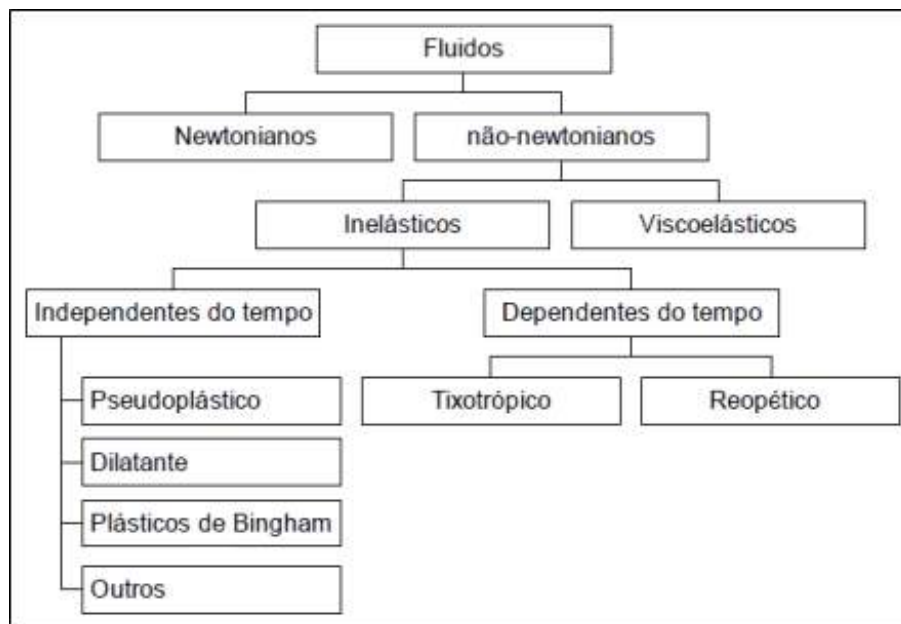 Fluidos
Newtonianos
não-newtonianos
Inelásticos
Viscoelásticos
Independentes do tempo
Dependentes do tempo
Pseudoplástico
Tixotrópico
Reopético
Dilatante
Plásticos de Bingham
Outros